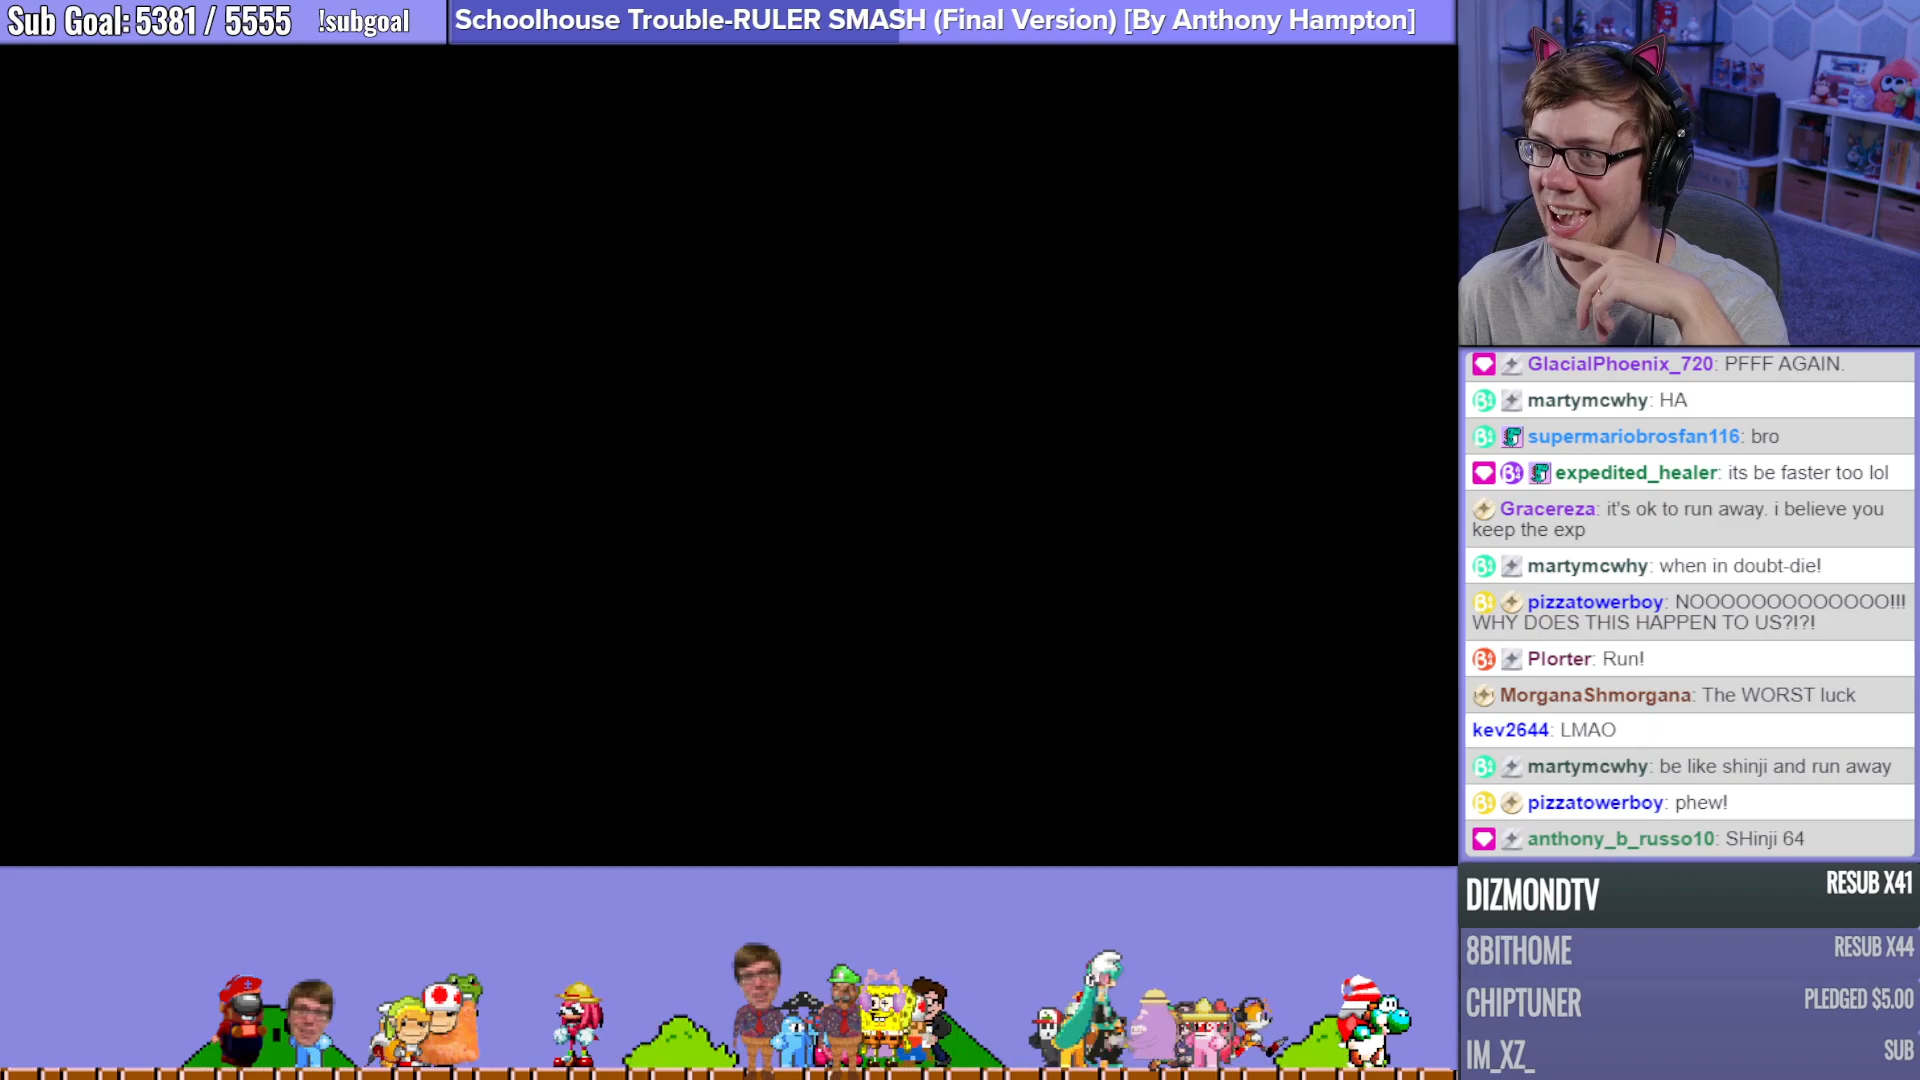 Sub Goal: 5381 / 5555 !subgoal
Schoolhouse Trouble-RULER SMASH (Final Version) [By Anthony Hampton]
GlacialPhoenix_720: PFFF AGAIN.
martymcwhy: HA
supermariobrosfan116: bro
expedited_healer: its be faster too lol
Gracereza: it's ok to run away. i believe you
keep the exp
martymcwhy: when in doubt-die!
pizzatowerboy: NOOOOOOOOOOOOO!!!
WHY DOES THIS HAPPEN TO US?!?!
Plorter: Run!
MorganaShmorgana: The WORST luck
kev2644: LMAO
martymcwhy: be like shinji and run away
pizzatowerboy: phew!
anthony_b_russo10: SHinji 64
DIZMONDTV RESUB X41
8BITHOME RESUB X44
CHIPTUNER PLEDGED $5.00
IM_XZ_ SUB